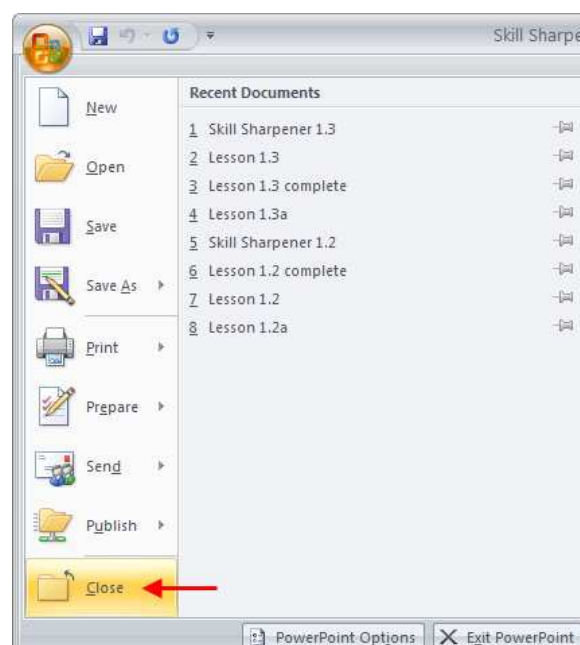 Skill Sharpe
New
Open
Save
Save As
Print
Prepare
Send
Publish
Close
Recent Documents
1 Skill Sharpener 1.3
2 Lesson 1.3
3 Lesson 1.3 complete
4 Lesson 1.3a
5 Skill Sharpener 1.2
6 Lesson 1.2 complete
7 Lesson 1.2
8 Lesson 1.2a
PowerPoint Options
Exit PowerPoint